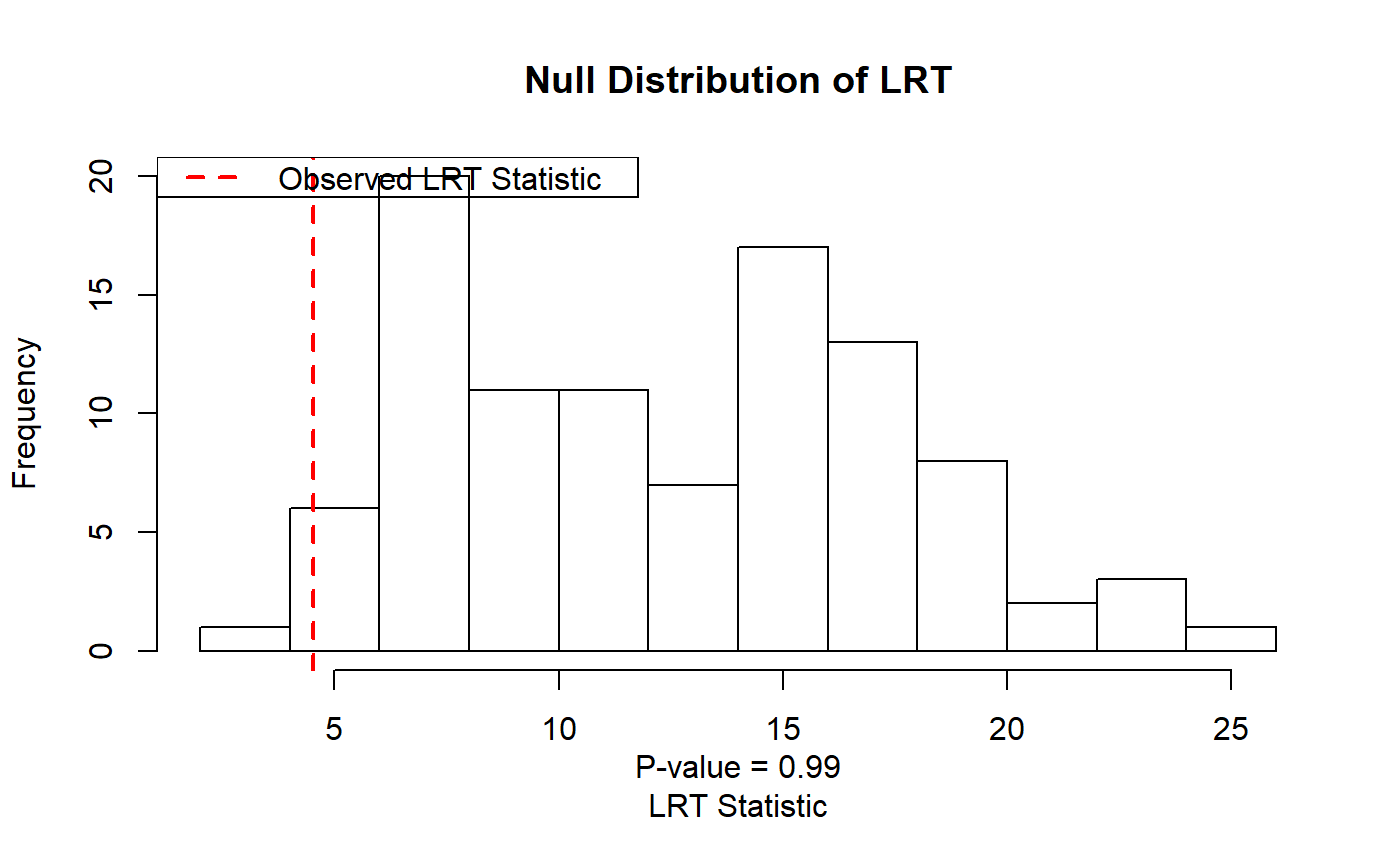 Null Distribution of LRT
Observed LRT Statistic
Frequency
20
15
10
5
0
5 10 15 20 25
P-value = 0.99
LRT Statistic